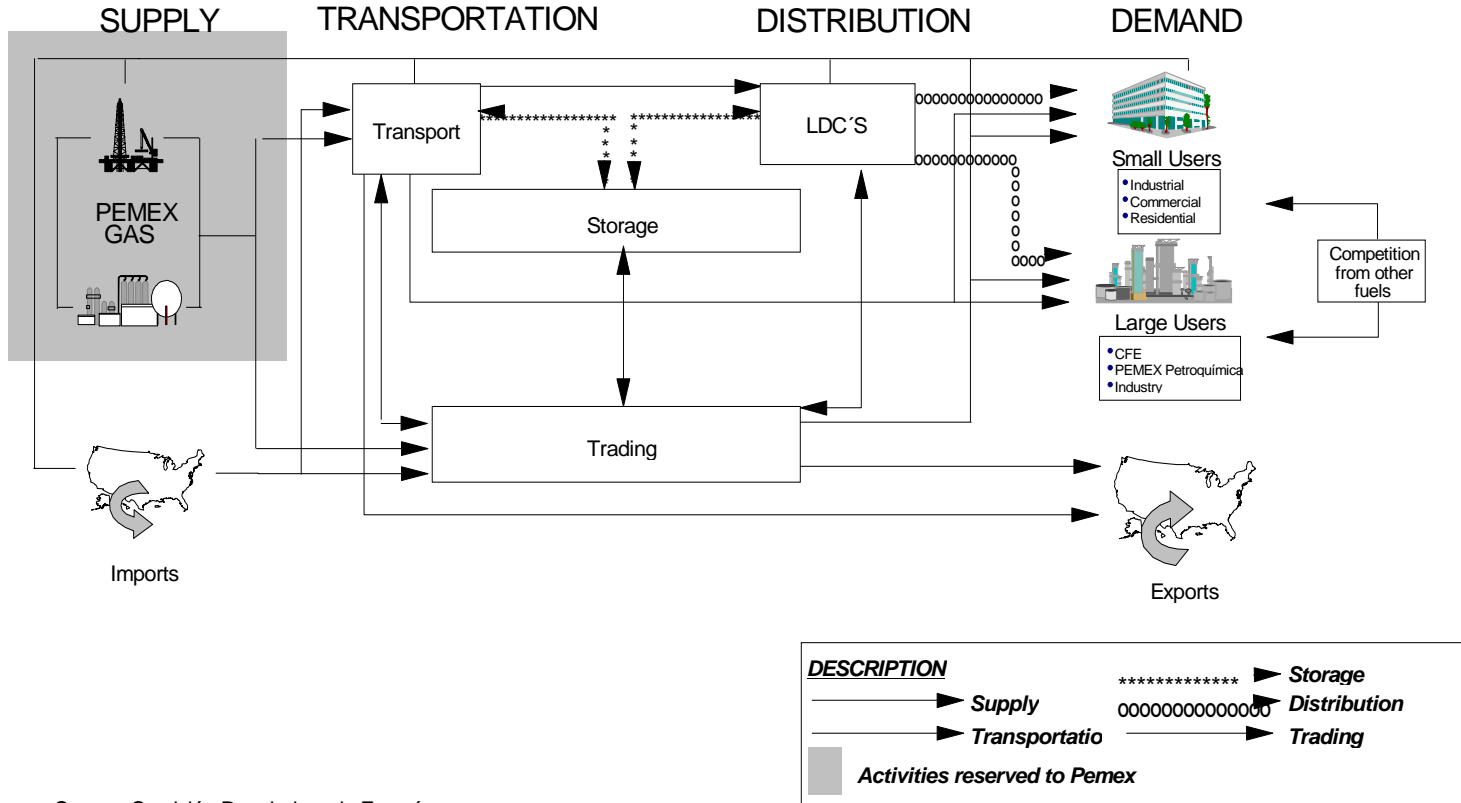 SUPPLY TRANSPORTATION DISTRIBUTION DEMAND
Transport
LDC´S
Storage
Trading
PEMEX
GAS
Imports
Small Users
•Industrial
•Commercial
•Residential
Large Users
•CFE
•PEMEX Petroquímica
•Industry
Competition
from other
fuels
Exports
DESCRIPTION
Supply
Transportatio
Storage
Distribution
Trading
Activities reserved to Pemex